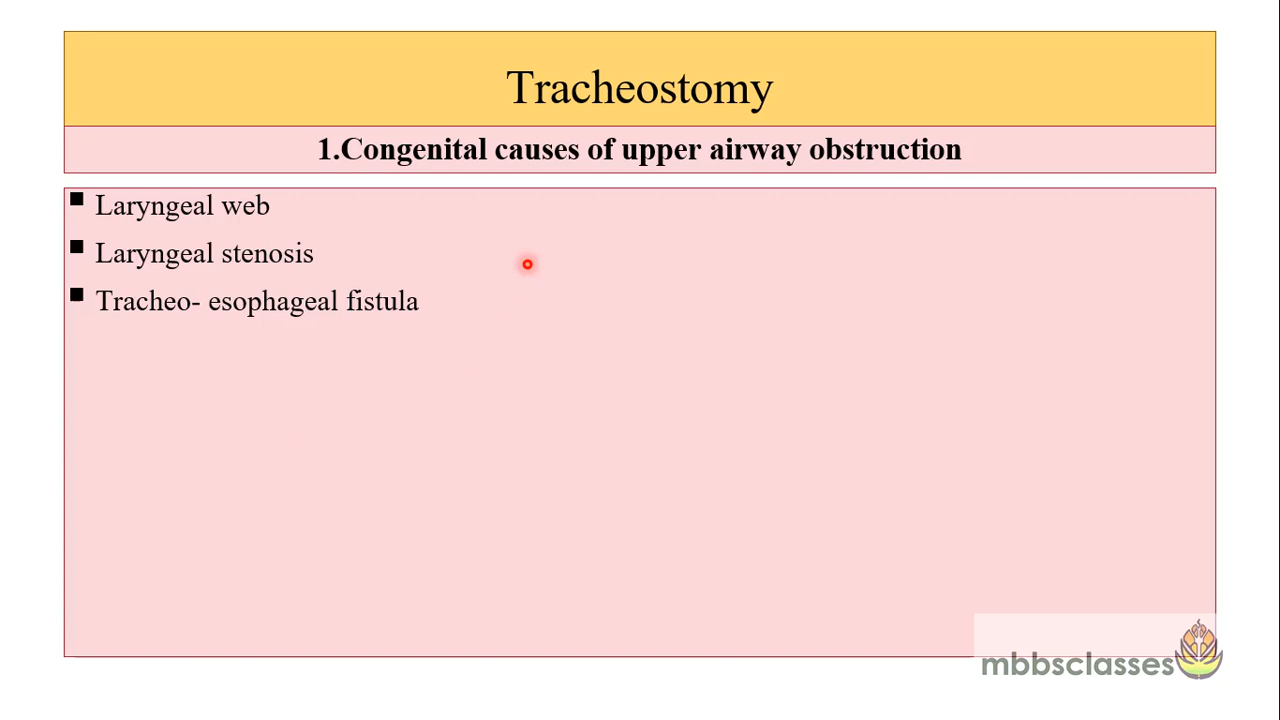 Tracheostomy
1.Congenital causes of upper airway obstruction
▪ Laryngeal web
▪ Laryngeal stenosis
▪ Tracheo- esophageal fistula
mbbsclasses